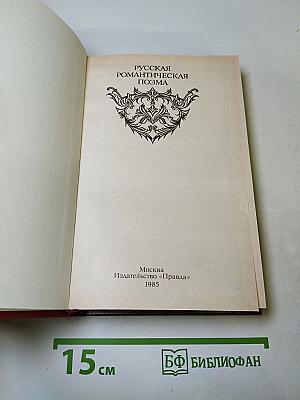 РУССКАЯ
РОМАНТИЧЕСКАЯ
ПОЭМА
Москва
Издательство «Правда»
1985
15 см
БФ БИБЛИОФАН